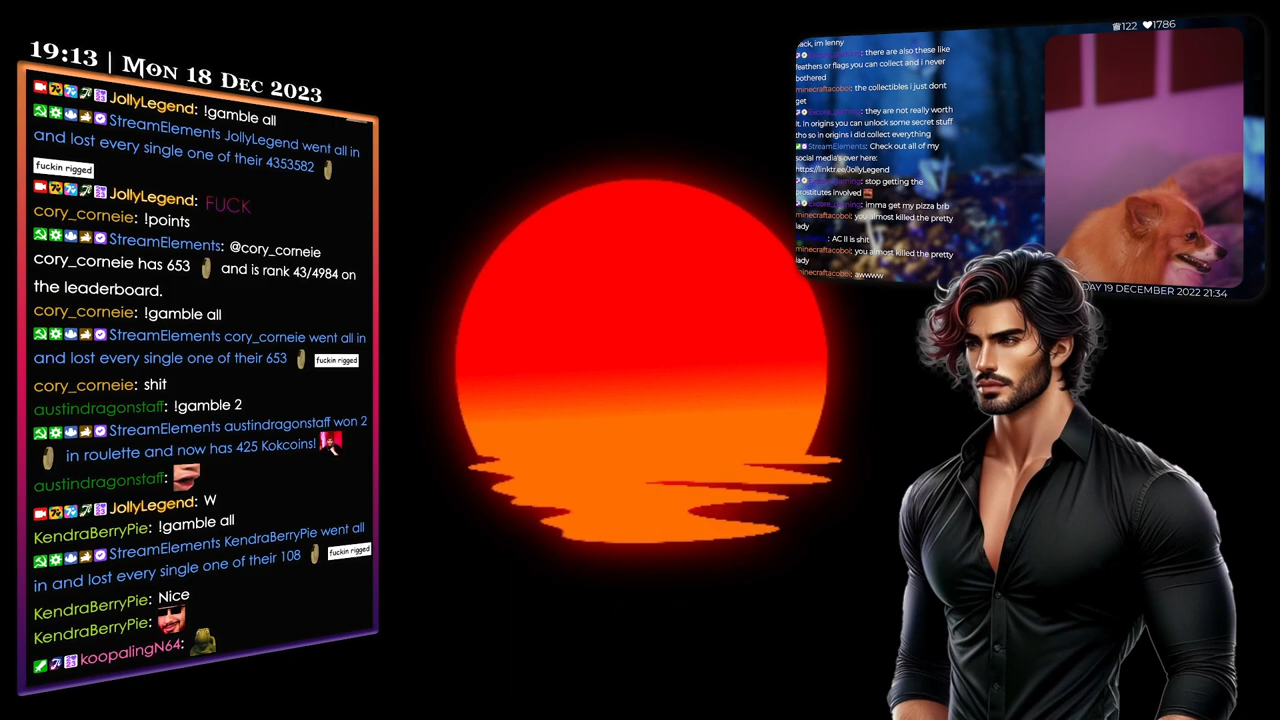 19:13 | Mon 18 Dec 2023
JollyLegend: !gamble all
StreamElements JollyLegend went all in
and lost every single one of their 4353582
fuckin rigged
JollyLegend: FUCK
cory_corneie: !points
StreamElements: @cory_corneie
cory_corneie has 653 and is rank 43/4984 on
the leaderboard.
cory_corneie: !gamble all
StreamElements cory_corneie went all in
and lost every single one of their 653 fuckin rigged
cory_corneie: shit
austindragonstaff: !gamble 2
StreamElements austindragonstaff won 2
in roulette and now has 425 Kokcoins!
austindragonstaff:
JollyLegend: W
KendraBerryPie: !gamble all
StreamElements KendraBerryPie went all
in and lost every single one of their 108 fuckin rigged
KendraBerryPie: Nice
KendraBerryPie:
koopalingN64:
122 1786
jack, im lenny
there are also these like
feathers or flags you can collect and i never
bothered
minecraftacobol: the collectibles i just dont
get
they are not really worth
it. in origins you can unlock some secret stuff
tho so in origins i did collect everything
StreamElements: Check out all of my
social media's over here:
https://linktr.ee/JollyLegend
stop getting the
prostitutes involved
imma get my pizza brb
minecraftacobol: you almost killed the pretty
lady
: AC II is shit
minecraftacobol: you almost killed the pretty
lady
minecraftacobol: awwww
DAY 19 DECEMBER 2022 21:34